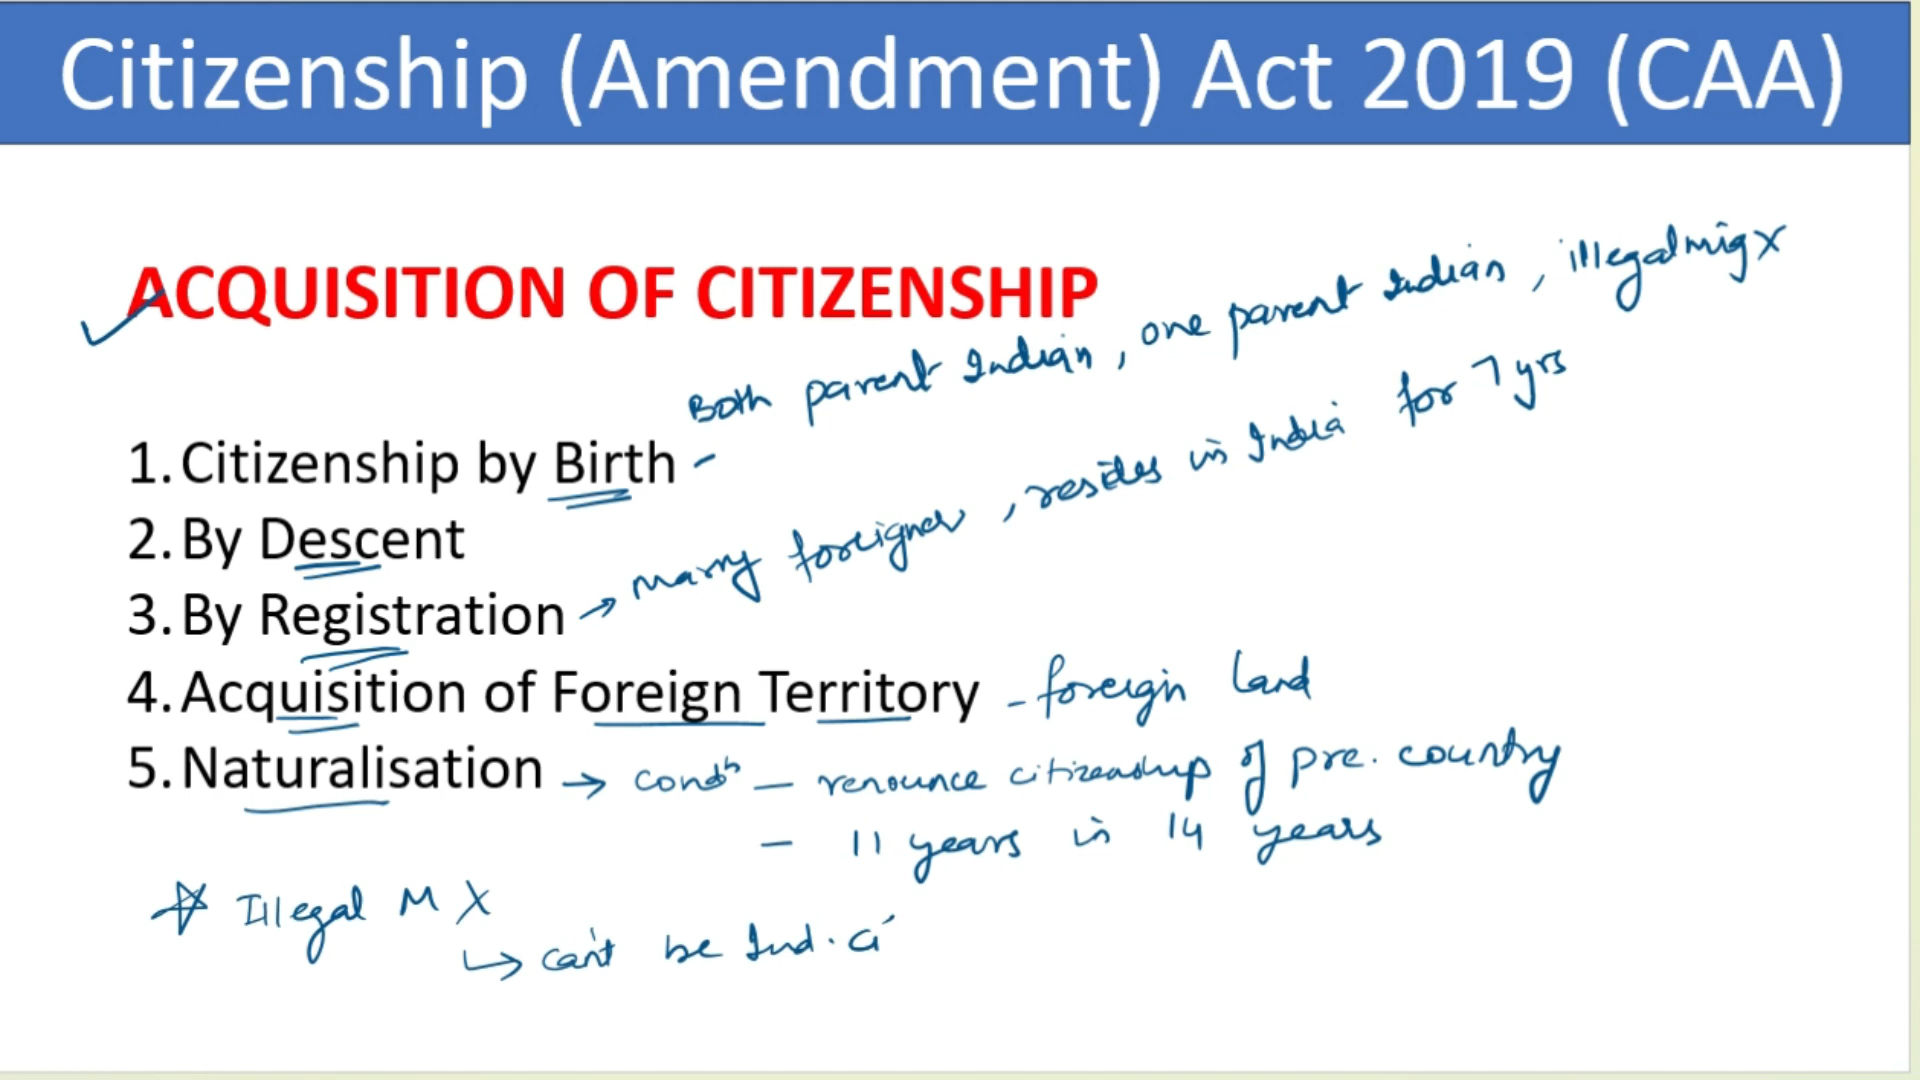 Citizenship (Amendment) Act 2019 (CAA)
ACQUISITION OF CITIZENSHIP
Both parent Indian, one parent Indian, illegal mig x
1. Citizenship by Birth -
2. By Descent
3. By Registration → marry foreigner, resides in India for 7 yrs
4. Acquisition of Foreign Territory - foreign land
5. Naturalisation → condn - renounce citizenship of pre. country
- 11 years in 14 years
☆ Illegal M X
↳ can't be Ind. ci